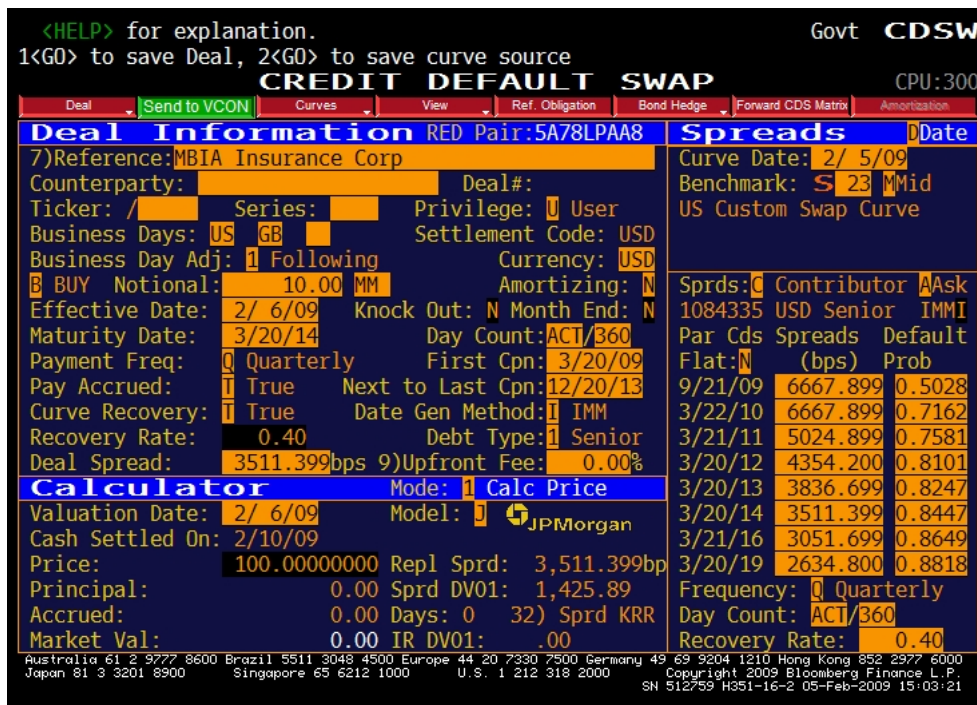 <HELP> for explanation. Govt CDSW
1<GO> to save Deal, 2<GO> to save curve source
CREDIT DEFAULT SWAP CPU:300
Deal Send to VCON Curves View Ref. Obligation Bond Hedge Forward CDS Matrix Amortization
Deal Information RED Pair:5A78LPAA8 Spreads DDate
7)Reference:MBIA Insurance Corp Curve Date: 2/ 5/09
Counterparty: Deal#: Benchmark: S 23 MMid
Ticker: / Series: Privilege: U User US Custom Swap Curve
Business Days: US GB Settlement Code: USD
Business Day Adj: 1 Following Currency: USD
B BUY Notional: 10.00 MM Amortizing: N Sprds:C Contributor AAsk
Effective Date: 2/ 6/09 Knock Out: N Month End: N 1084335 USD Senior IMMI
Maturity Date: 3/20/14 Day Count:ACT/360 Par Cds Spreads Default
Payment Freq: Q Quarterly First Cpn: 3/20/09 Flat:N (bps) Prob
Pay Accrued: T True Next to Last Cpn:12/20/13 9/21/09 6667.899 0.5028
Curve Recovery: T True Date Gen Method:I IMM 3/22/10 6667.899 0.7162
Recovery Rate: 0.40 Debt Type:1 Senior 3/21/11 5024.899 0.7581
Deal Spread: 3511.399bps 9)Upfront Fee: 0.00% 3/20/12 4354.200 0.8101
Calculator Mode: 1 Calc Price 3/20/13 3836.699 0.8247
Valuation Date: 2/ 6/09 Model: J JPMorgan 3/20/14 3511.399 0.8447
Cash Settled On: 2/10/09 3/21/16 3051.699 0.8649
Price: 100.00000000 Repl Sprd: 3,511.399bp 3/20/19 2634.800 0.8818
Principal: 0.00 Sprd DV01: 1,425.89 Frequency: Q Quarterly
Accrued: 0.00 Days: 0 32) Sprd KRR Day Count: ACT/360
Market Val: 0.00 IR DV01: .00 Recovery Rate: 0.40
Australia 61 2 9777 8600 Brazil 5511 3048 4500 Europe 44 20 7330 7500 Germany 49 69 9204 1210 Hong Kong 852 2977 6000
Japan 81 3 3201 8900 Singapore 65 6212 1000 U.S. 1 212 318 2000 Copyright 2009 Bloomberg Finance L.P.
SN 512759 H351-16-2 05-Feb-2009 15:03:21